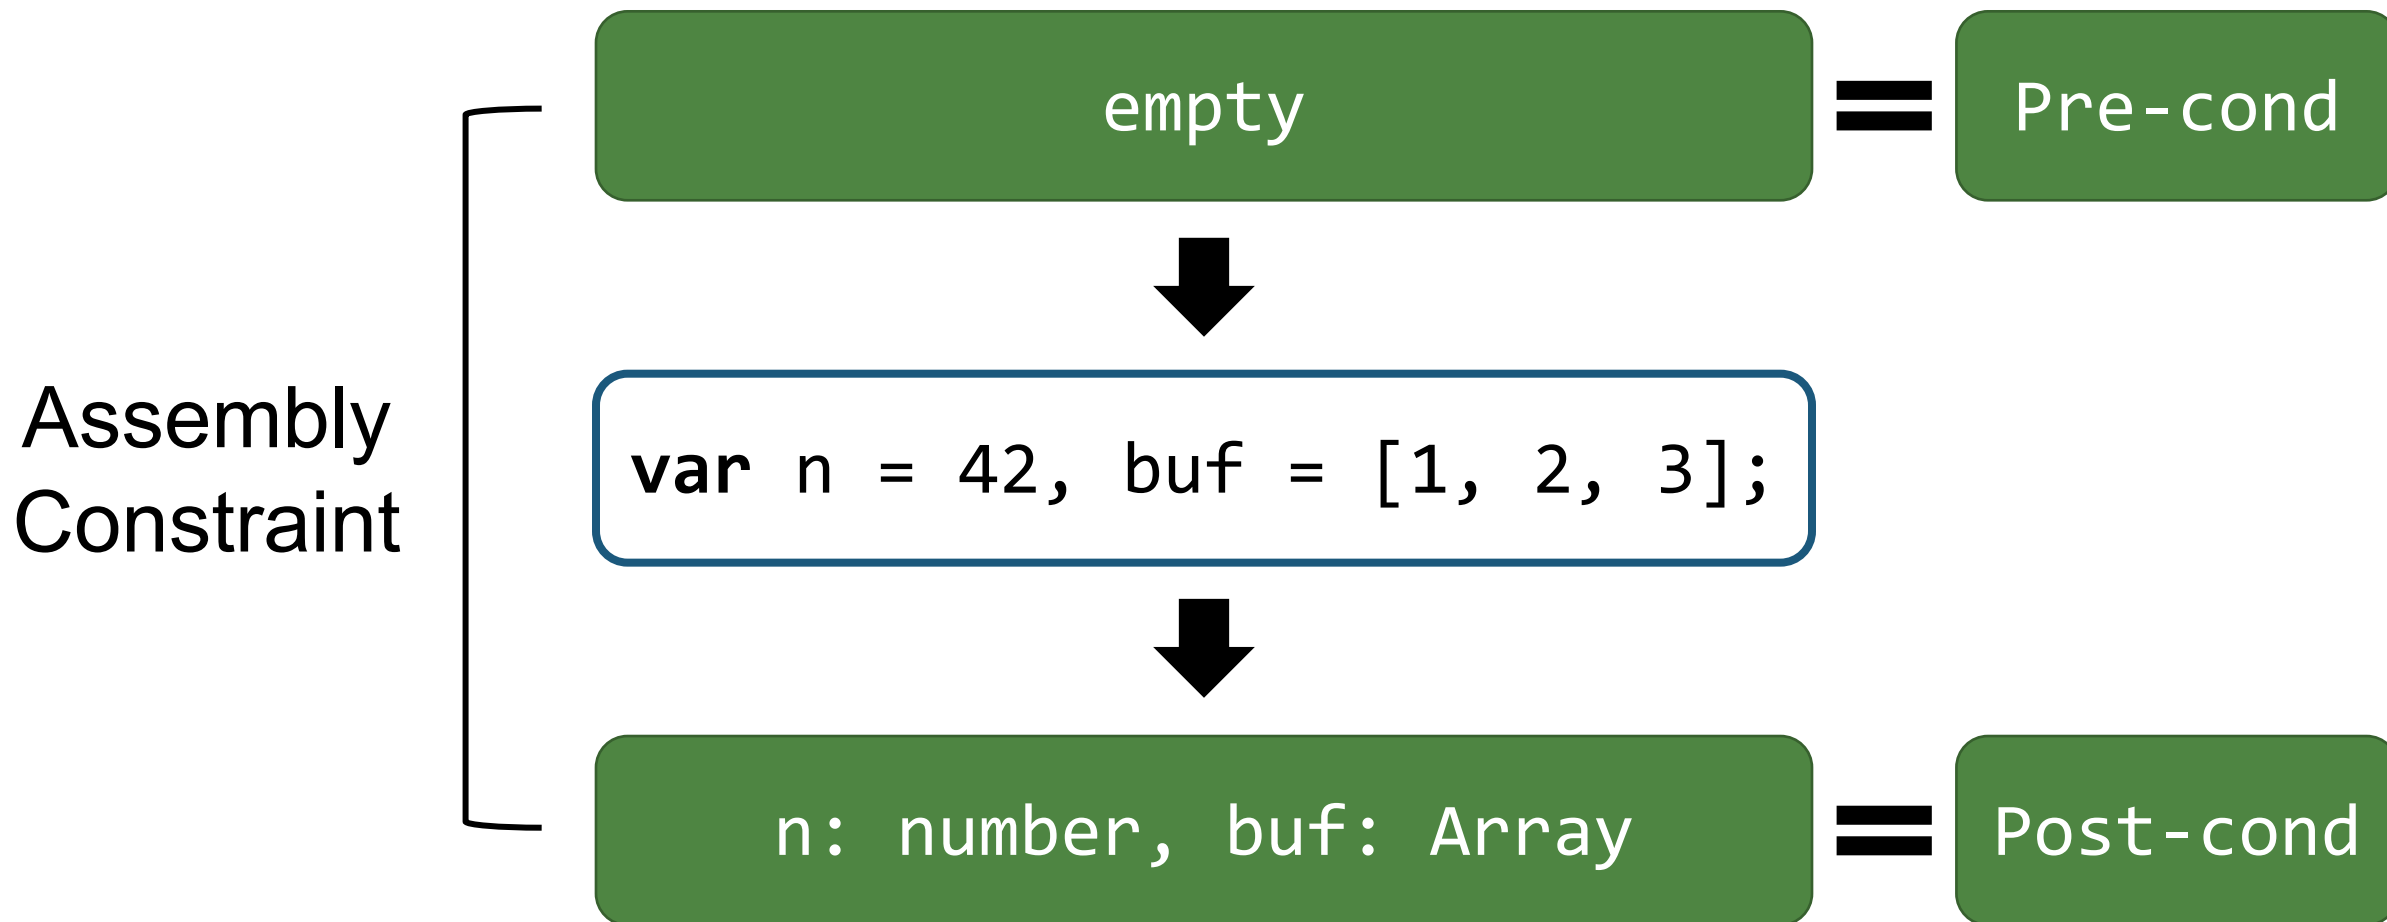 empty
Pre-cond
Assembly
Constraint
var n = 42, buf = [1, 2, 3];
n: number, buf: Array
Post-cond